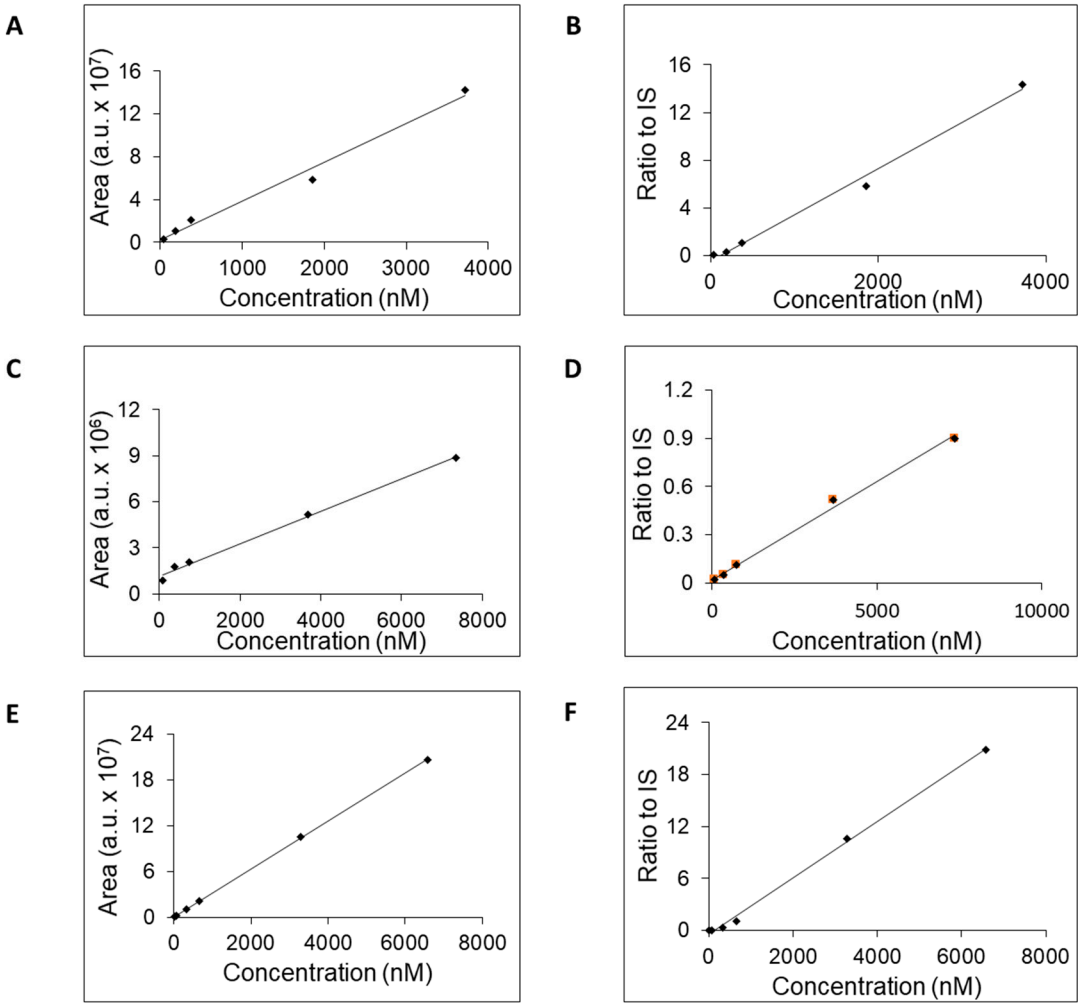 A
Area (a.u. x 10⁷)
16
12
8
4
0
0 1000 2000 3000 4000
Concentration (nM)
B
Ratio to IS
16
12
8
4
0
0 2000 4000
Concentration (nM)
C
Area (a.u. x 10⁶)
12
9
6
3
0
0 2000 4000 6000 8000
Concentration (nM)
D
Ratio to IS
1.2
0.9
0.6
0.3
0
0 5000 10000
Concentration (nM)
E
Area (a.u. x 10⁷)
24
18
12
6
0
0 2000 4000 6000 8000
Concentration (nM)
F
Ratio to IS
24
18
12
6
0
0 2000 4000 6000 8000
Concentration (nM)